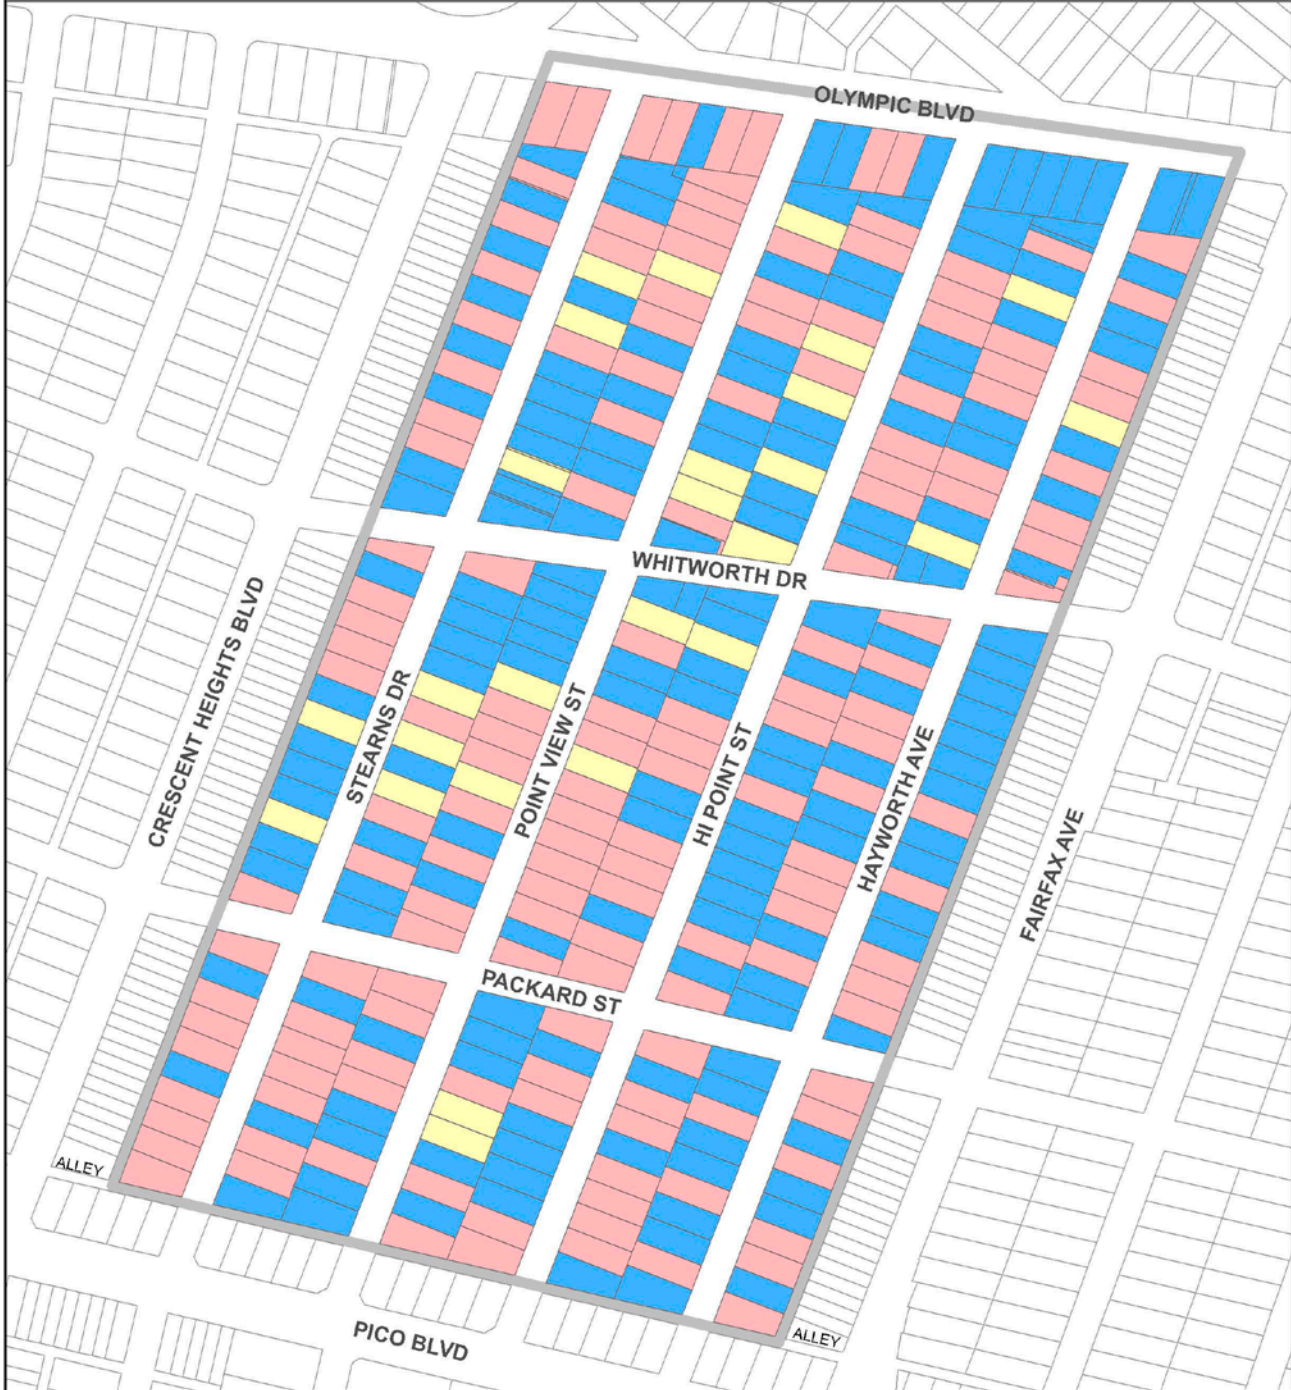 OLYMPIC BLVD
WHITWORTH DR
CRESCENT HEIGHTS BLVD
STEARNS DR
POINT VIEW ST
HI POINT ST
HAYWORTH AVE
FAIRFAX AVE
PACKARD ST
ALLEY
ALLEY
PICO BLVD